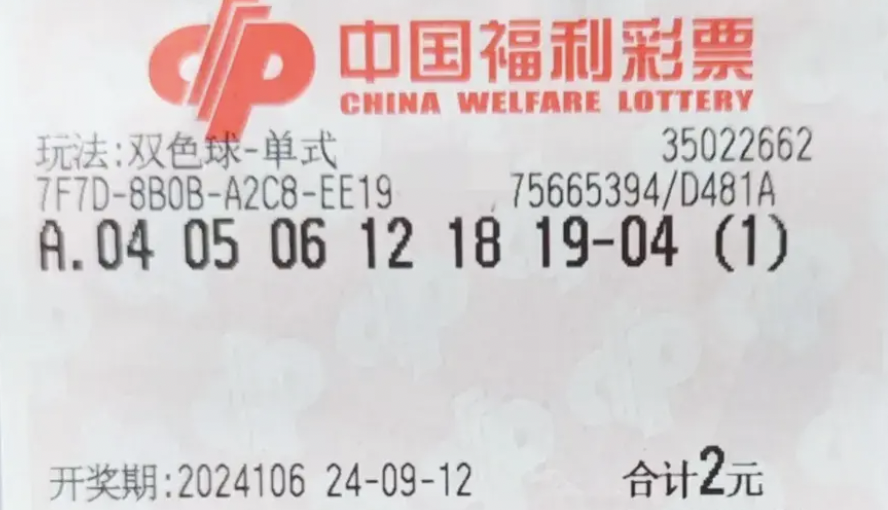 中国福利彩票
CHINA WELFARE LOTTERY
玩法:双色球-单式 35022662
7F7D-8B0B-A2C8-EE19 75665394/D481A
A.04 05 06 12 18 19-04 (1)
开奖期:2024106 24-09-12 合计2元